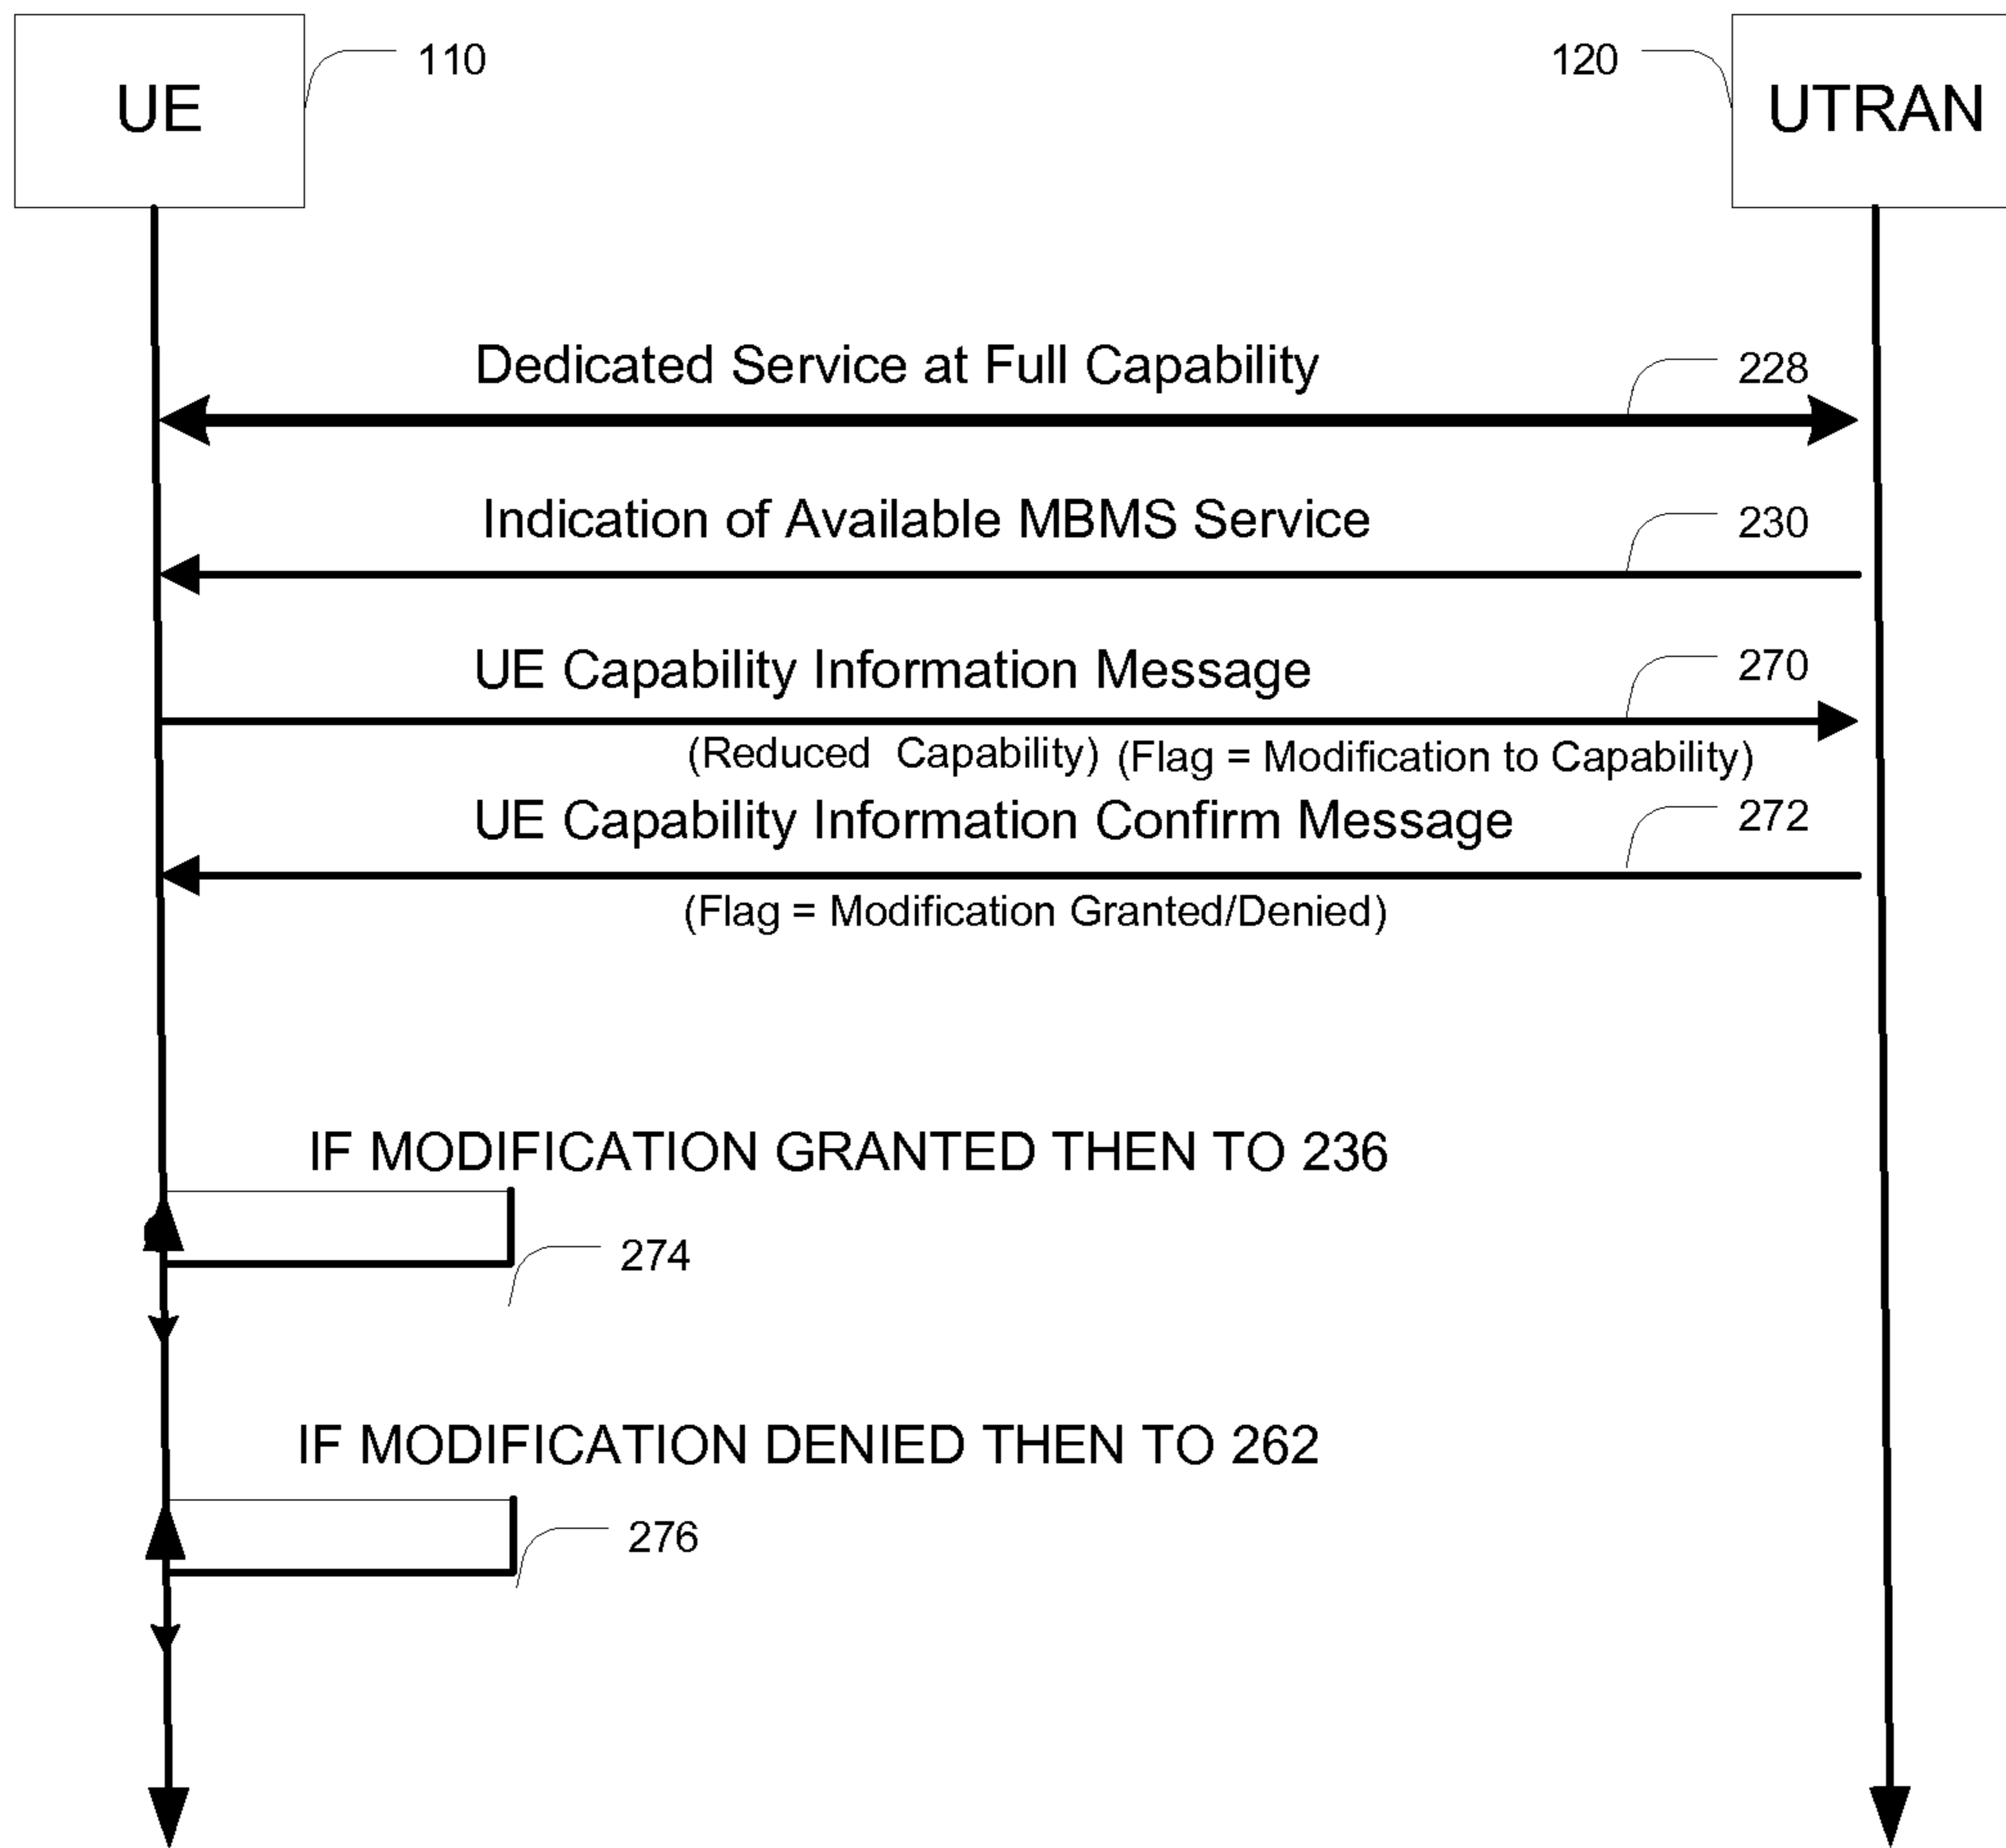 UE
110
120
UTRAN
Dedicated Service at Full Capability
228
Indication of Available MBMS Service
230
UE Capability Information Message
270
(Reduced Capability) (Flag = Modification to Capability)
UE Capability Information Confirm Message
272
(Flag = Modification Granted/Denied)
IF MODIFICATION GRANTED THEN TO 236
274
IF MODIFICATION DENIED THEN TO 262
276